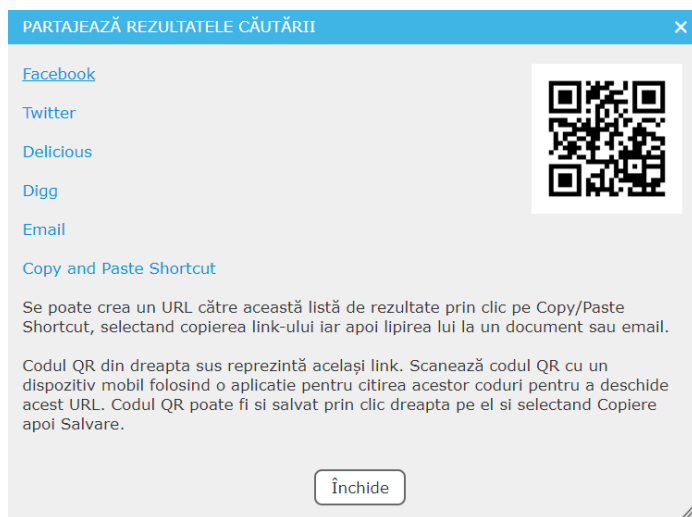 PARTAJEAZĂ REZULTATELE CĂUTĂRII
Facebook
Twitter
Delicious
Digg
Email
Copy and Paste Shortcut
Se poate crea un URL către această listă de rezultate prin clic pe Copy/Paste
Shortcut, selectand copierea link-ului iar apoi lipirea lui la un document sau email.
Codul QR din dreapta sus reprezintă același link. Scanează codul QR cu un
dispozitiv mobil folosind o aplicatie pentru citirea acestor coduri pentru a deschide
acest URL. Codul QR poate fi si salvat prin clic dreapta pe el si selectand Copiere
apoi Salvare.
Închide